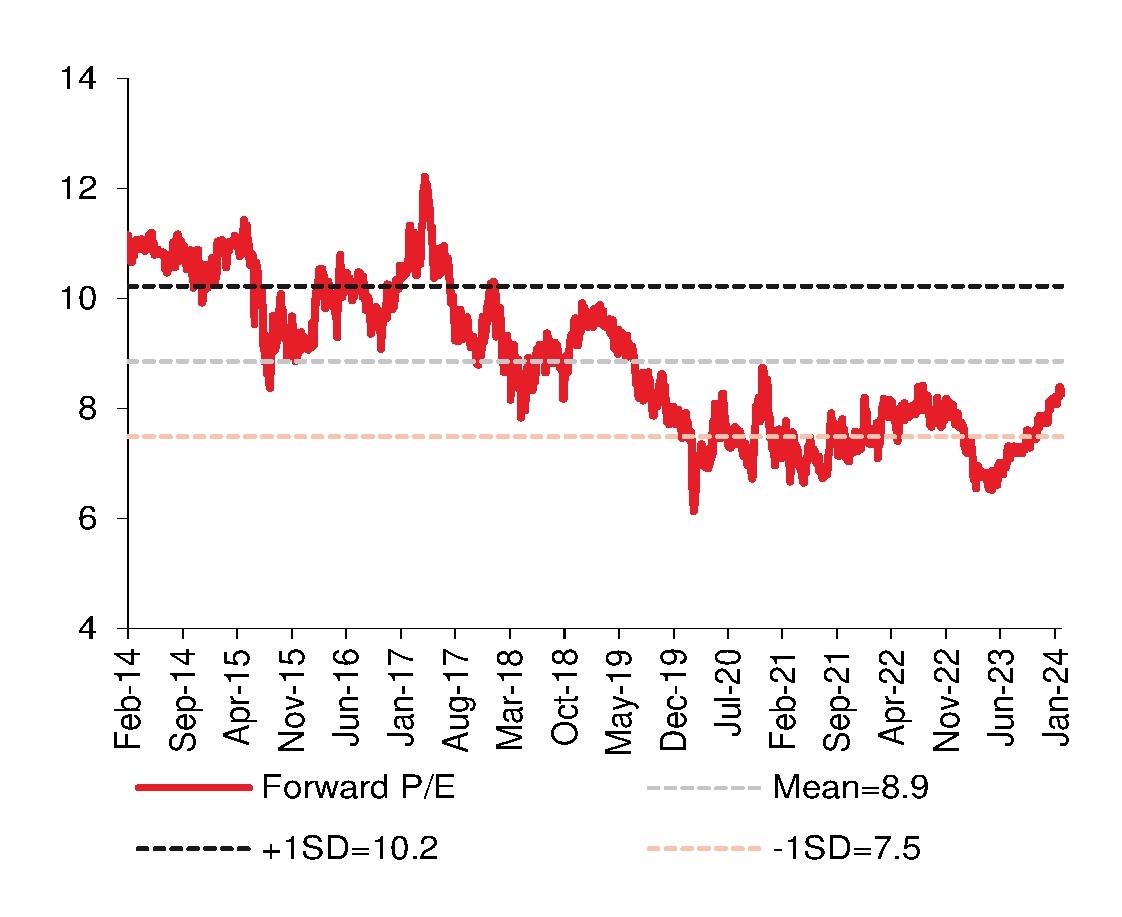 14
12
10
8
6
4
Feb-14
Sep-14
Apr-15
Nov-15
Jun-16
Jan-17
Aug-17
Mar-18
Oct-18
May-19
Dec-19
Jul-20
Feb-21
Sep-21
Apr-22
Nov-22
Jun-23
Jan-24
Forward P/E
Mean=8.9
+1SD=10.2
-1SD=7.5